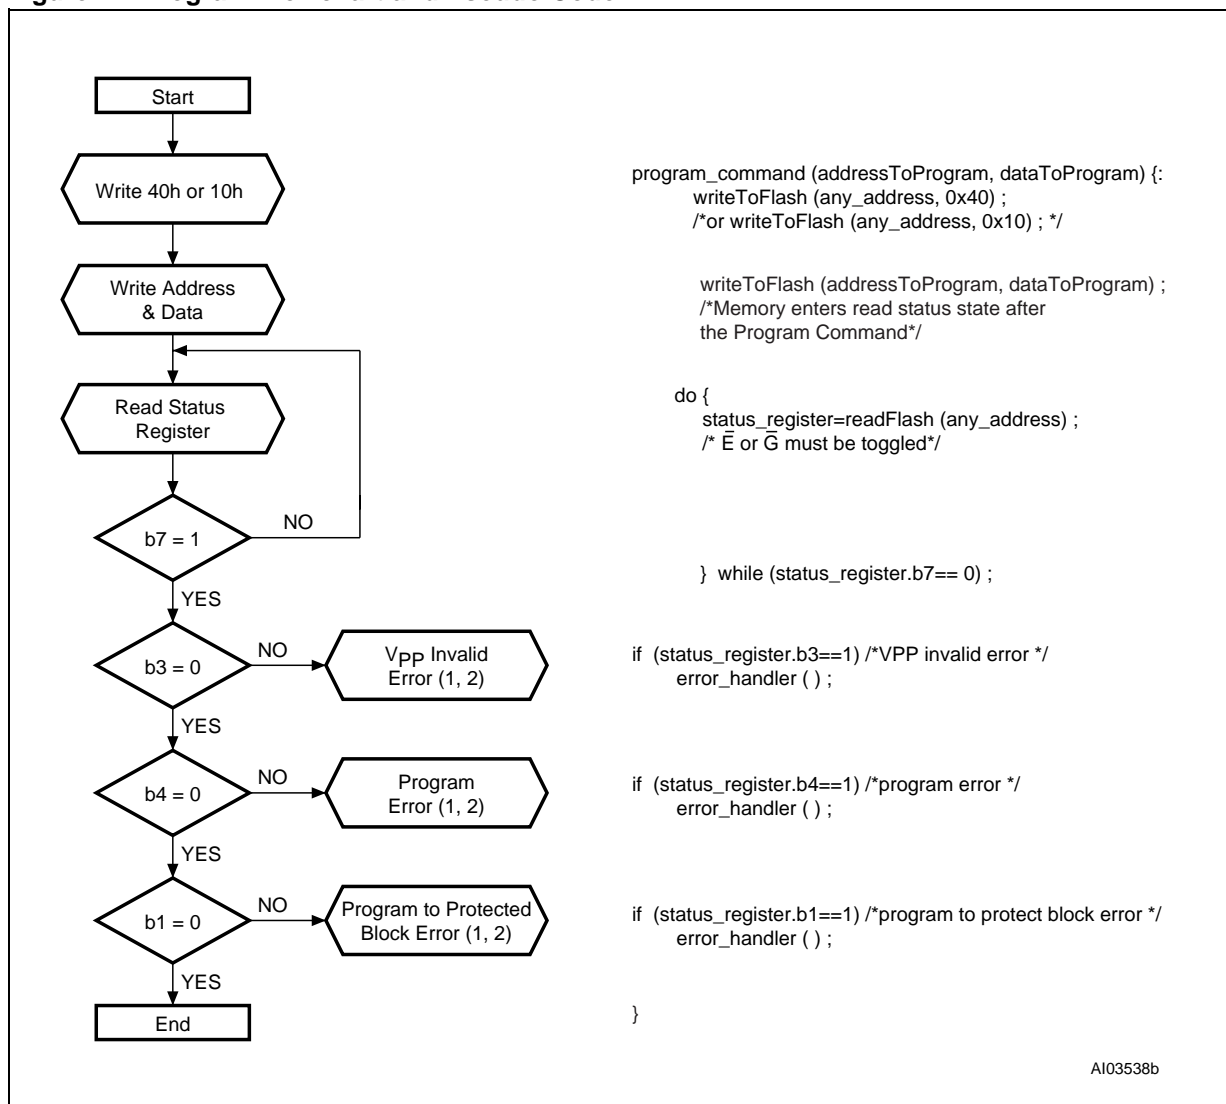 Start
Write 40h or 10h
Write Address
& Data
Read Status
Register
b7 = 1
NO
YES
b3 = 0
NO
VPP Invalid
Error (1, 2)
YES
b4 = 0
NO
Program
Error (1, 2)
YES
b1 = 0
NO
Program to Protected
Block Error (1, 2)
YES
End
program_command (addressToProgram, dataToProgram) {:
writeToFlash (any_address, 0x40) ;
/*or writeToFlash (any_address, 0x10) ; */
writeToFlash (addressToProgram, dataToProgram) ;
/*Memory enters read status state after
the Program Command*/
do {
status_register=readFlash (any_address) ;
/* E̅ or G̅ must be toggled*/
} while (status_register.b7== 0) ;
if (status_register.b3==1) /*VPP invalid error */
error_handler ( ) ;
if (status_register.b4==1) /*program error */
error_handler ( ) ;
if (status_register.b1==1) /*program to protect block error */
error_handler ( ) ;
}
AI03538b